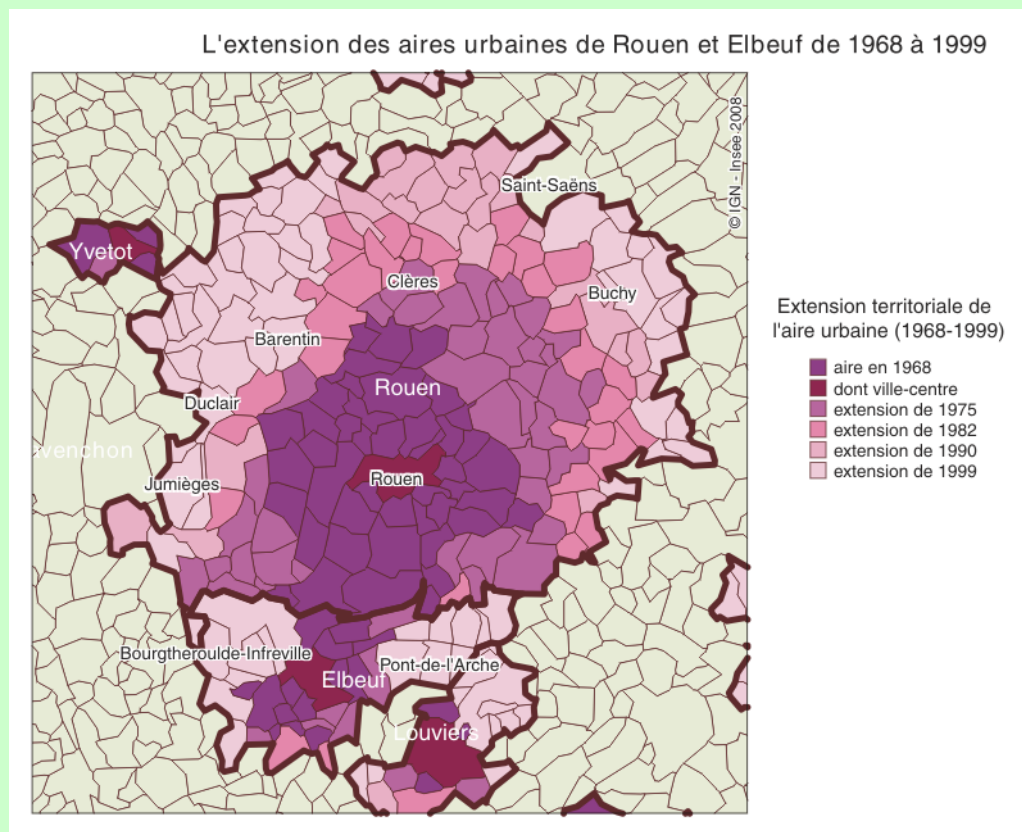 L'extension des aires urbaines de Rouen et Elbeuf de 1968 à 1999
© IGN - Insee 2008
Saint-Saëns
Yvetot
Clères
Buchy
Barentin
Rouen
Duclair
venchon
Rouen
Jumièges
Bourgtheroulde-Infreville
Pont-de-l'Arche
Elbeuf
Louviers
Extension territoriale de
l'aire urbaine (1968-1999)
aire en 1968
dont ville-centre
extension de 1975
extension de 1982
extension de 1990
extension de 1999